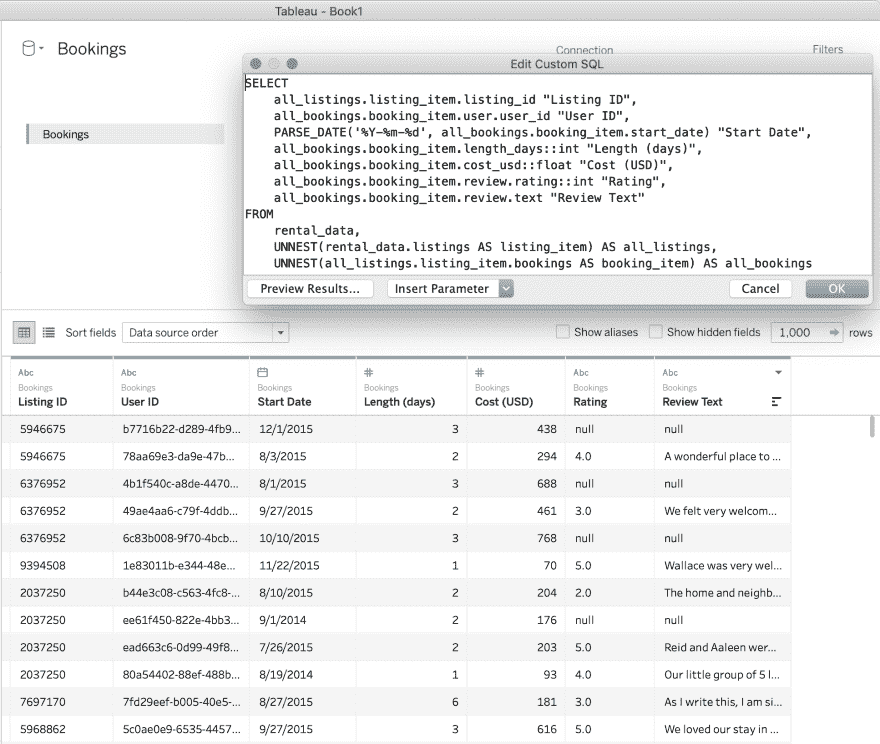 Tableau - Book1
Bookings
Connection
Filters
Bookings
Edit Custom SQL
SELECT
all_listings.listing_item.listing_id "Listing ID",
all_bookings.booking_item.user.user_id "User ID",
PARSE_DATE('%Y-%m-%d', all_bookings.booking_item.start_date) "Start Date",
all_bookings.booking_item.length_days::int "Length (days)",
all_bookings.booking_item.cost_usd::float "Cost (USD)",
all_bookings.booking_item.review.rating::int "Rating",
all_bookings.booking_item.review.text "Review Text"
FROM
rental_data,
UNNEST(rental_data.listings AS listing_item) AS all_listings,
UNNEST(all_listings.listing_item.bookings AS booking_item) AS all_bookings
Preview Results... Insert Parameter Cancel OK
Sort fields Data source order Show aliases Show hidden fields 1,000 rows
Abc Abc # # Abc Abc
Bookings Bookings Bookings Bookings Bookings Bookings Bookings
Listing ID User ID Start Date Length (days) Cost (USD) Rating Review Text
5946675 b7716b22-d289-4fb9... 12/1/2015 3 438 null null
5946675 78aa69e3-da9e-47b... 8/3/2015 2 294 4.0 A wonderful place to ...
6376952 4b1f540c-a8de-4470... 8/1/2015 3 688 null null
6376952 49ae4aa6-c79f-4ddb... 9/27/2015 2 461 3.0 We felt very welcom...
6376952 6c83b008-9f70-4bcb... 10/10/2015 3 768 null null
9394508 1e83011b-e344-48e... 11/22/2015 1 70 5.0 Wallace was very wel...
2037250 b44e3c08-c563-4fc8-... 8/10/2015 2 204 2.0 The home and neighb...
2037250 ee61f450-822e-4bb3... 9/1/2014 2 176 null null
2037250 ead663c6-0d99-49f8... 7/26/2015 2 203 5.0 Reid and Aaleen wer...
2037250 80a54402-88ef-488b... 8/19/2014 1 93 4.0 Our little group of 5 l...
7697170 7fd29eef-b005-40e5-... 8/27/2015 6 181 3.0 As I write this, I am si...
5968862 5c0ae0e9-6535-4457... 9/27/2015 3 616 5.0 We loved our stay in ...